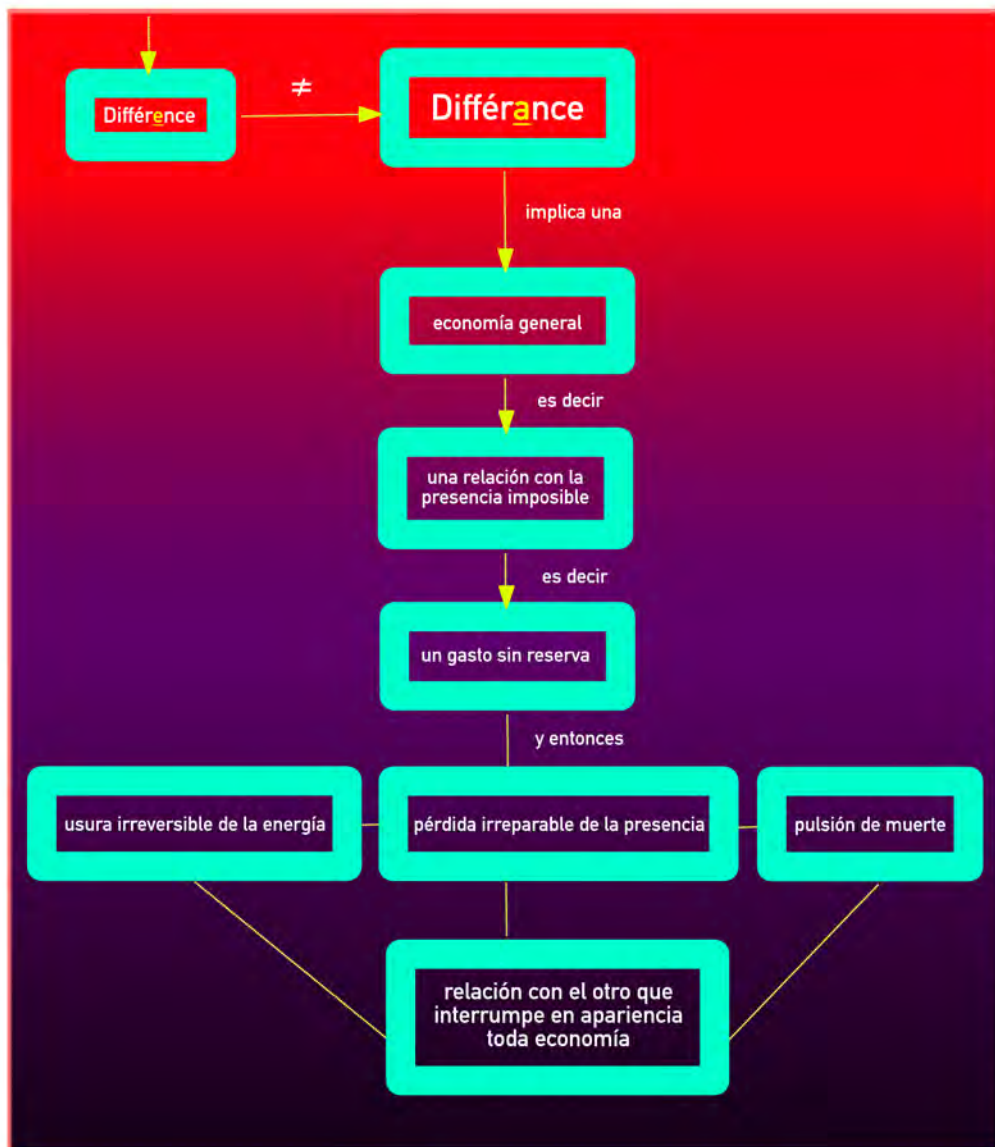 Différence
≠
Différance
implica una
economía general
es decir
una relación con la
presencia imposible
es decir
un gasto sin reserva
y entonces
usura irreversible de la energía
pérdida irreparable de la presencia
pulsión de muerte
relación con el otro que
interrumpe en apariencia
toda economía